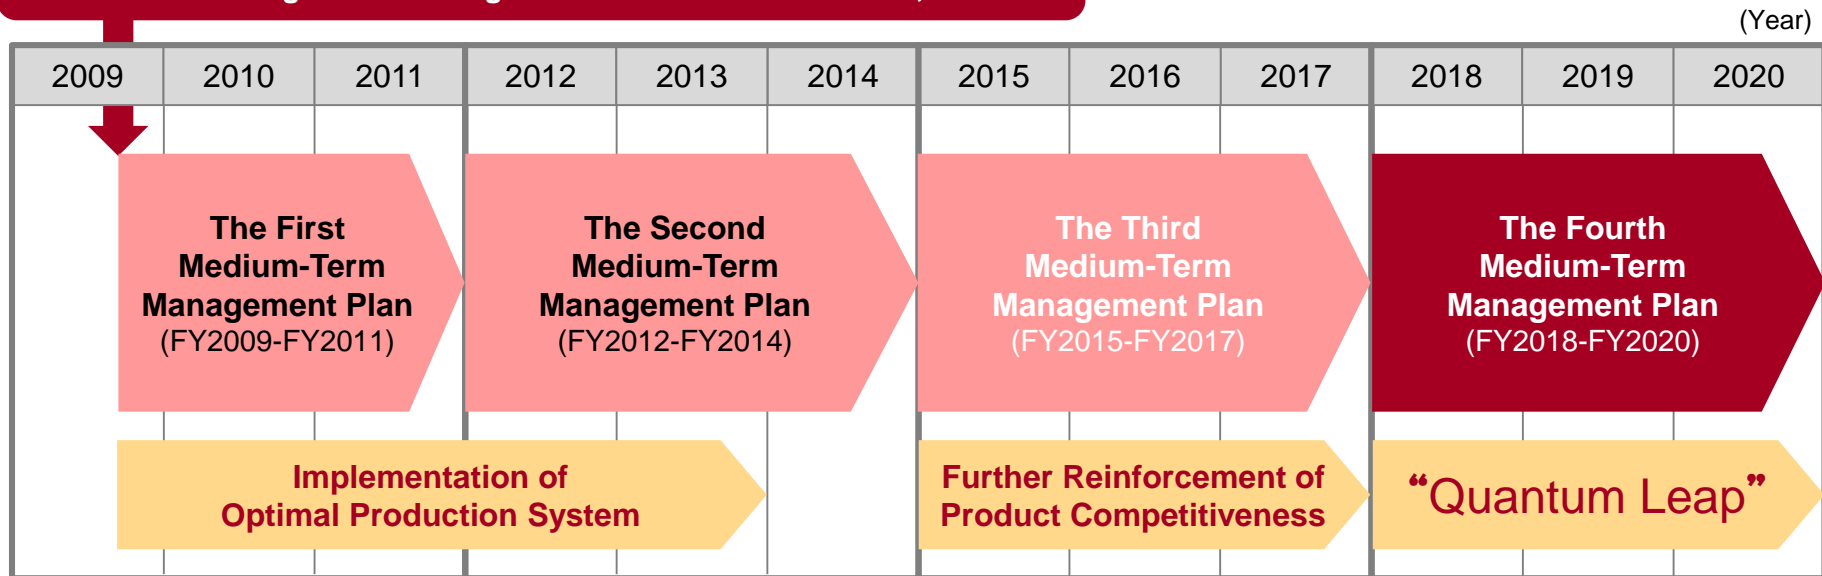 (Year)
2009 2010 2011 2012 2013 2014 2015 2016 2017 2018 2019 2020
The First
Medium-Term
Management Plan
(FY2009-FY2011)
The Second
Medium-Term
Management Plan
(FY2012-FY2014)
The Third
Medium-Term
Management Plan
(FY2015-FY2017)
The Fourth
Medium-Term
Management Plan
(FY2018-FY2020)
Implementation of
Optimal Production System
Further Reinforcement of
Product Competitiveness
“Quantum Leap”